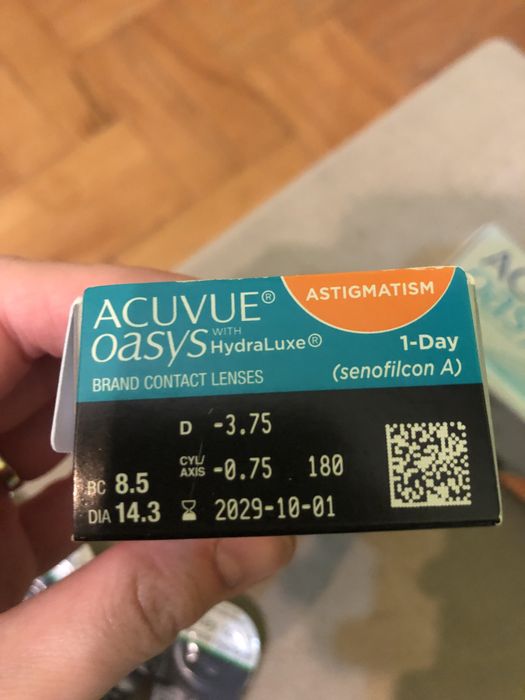 ACUVUE®
ASTIGMATISM
oasys WITH HydraLuxe®
1-Day
BRAND CONTACT LENSES
(senofilcon A)
D -3.75
CYL/ AXIS -0.75 180
BC 8.5
DIA 14.3
2029-10-01